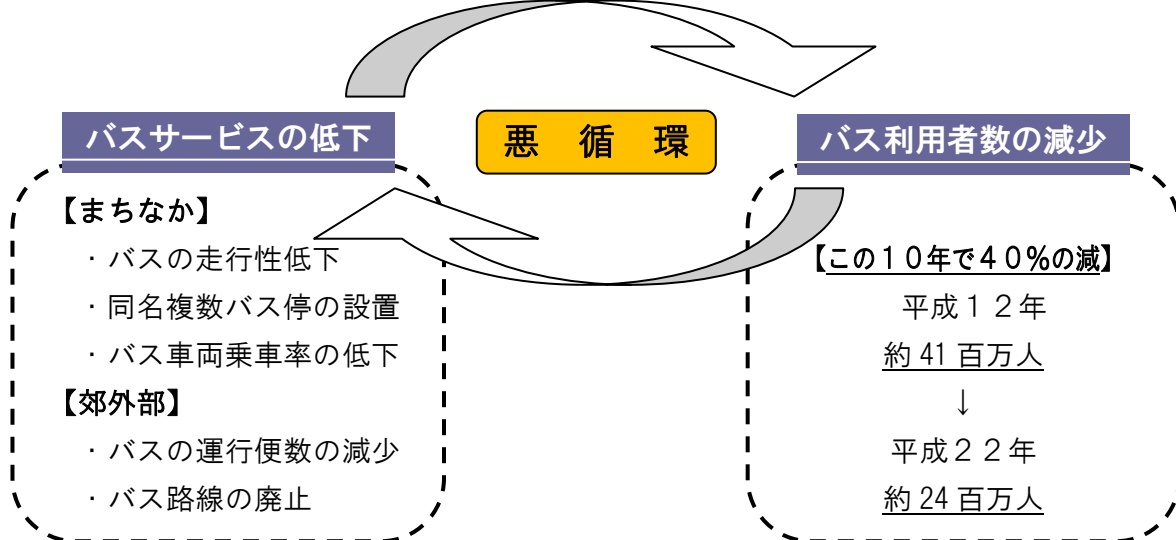 バスサービスの低下
悪　循　環
バス利用者数の減少
【まちなか】
・バスの走行性低下
・同名複数バス停の設置
・バス車両乗車率の低下
【郊外部】
・バスの運行便数の減少
・バス路線の廃止
【この１０年で４０％の減】
平成１２年
約 41 百万人
↓
平成２２年
約 24 百万人